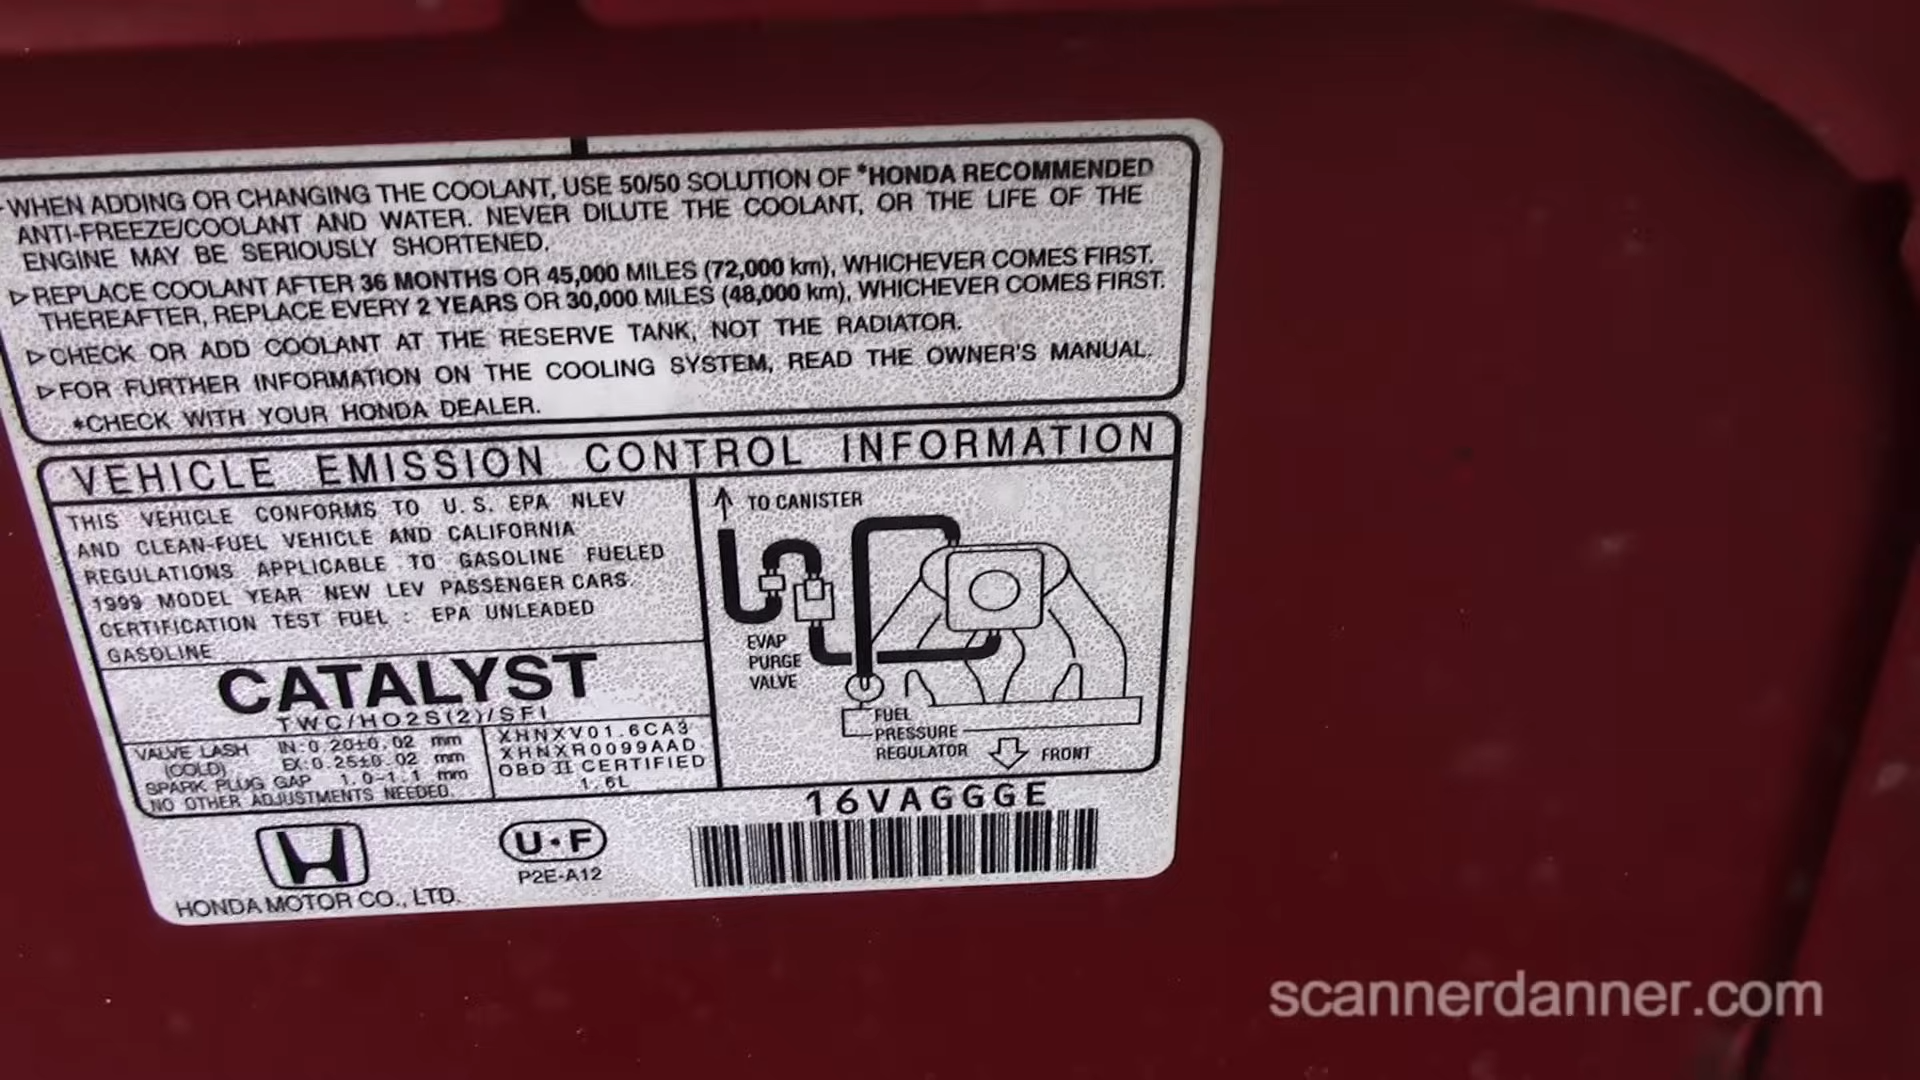 WHEN ADDING OR CHANGING THE COOLANT, USE 50/50 SOLUTION OF *HONDA RECOMMENDED
ANTI-FREEZE/COOLANT AND WATER. NEVER DILUTE THE COOLANT, OR THE LIFE OF THE
ENGINE MAY BE SERIOUSLY SHORTENED.
▷REPLACE COOLANT AFTER 36 MONTHS OR 45,000 MILES (72,000 km), WHICHEVER COMES FIRST.
THEREAFTER, REPLACE EVERY 2 YEARS OR 30,000 MILES (48,000 km), WHICHEVER COMES FIRST.
▷CHECK OR ADD COOLANT AT THE RESERVE TANK, NOT THE RADIATOR.
▷FOR FURTHER INFORMATION ON THE COOLING SYSTEM, READ THE OWNER'S MANUAL.
*CHECK WITH YOUR HONDA DEALER.
VEHICLE EMISSION CONTROL INFORMATION
THIS VEHICLE CONFORMS TO U.S. EPA NLEV
AND CLEAN-FUEL VEHICLE AND CALIFORNIA
REGULATIONS APPLICABLE TO GASOLINE FUELED
1999 MODEL YEAR NEW LEV PASSENGER CARS.
CERTIFICATION TEST FUEL : EPA UNLEADED
GASOLINE
CATALYST
TWC/HO2S(2)/SFI
VALVE LASH IN:0.20±0.02 mm
(COLD) EX:0.25±0.02 mm
SPARK PLUG GAP 1.0-1.1 mm
NO OTHER ADJUSTMENTS NEEDED.
XHNXV01.6CA3
XHNXR0099AAD
OBD II CERTIFIED
1.6L
TO CANISTER
EVAP
PURGE
VALVE
FUEL
PRESSURE
REGULATOR
FRONT
16VAGGGE
HONDA MOTOR CO., LTD.
U·F
P2E-A12
scannerdanner.com